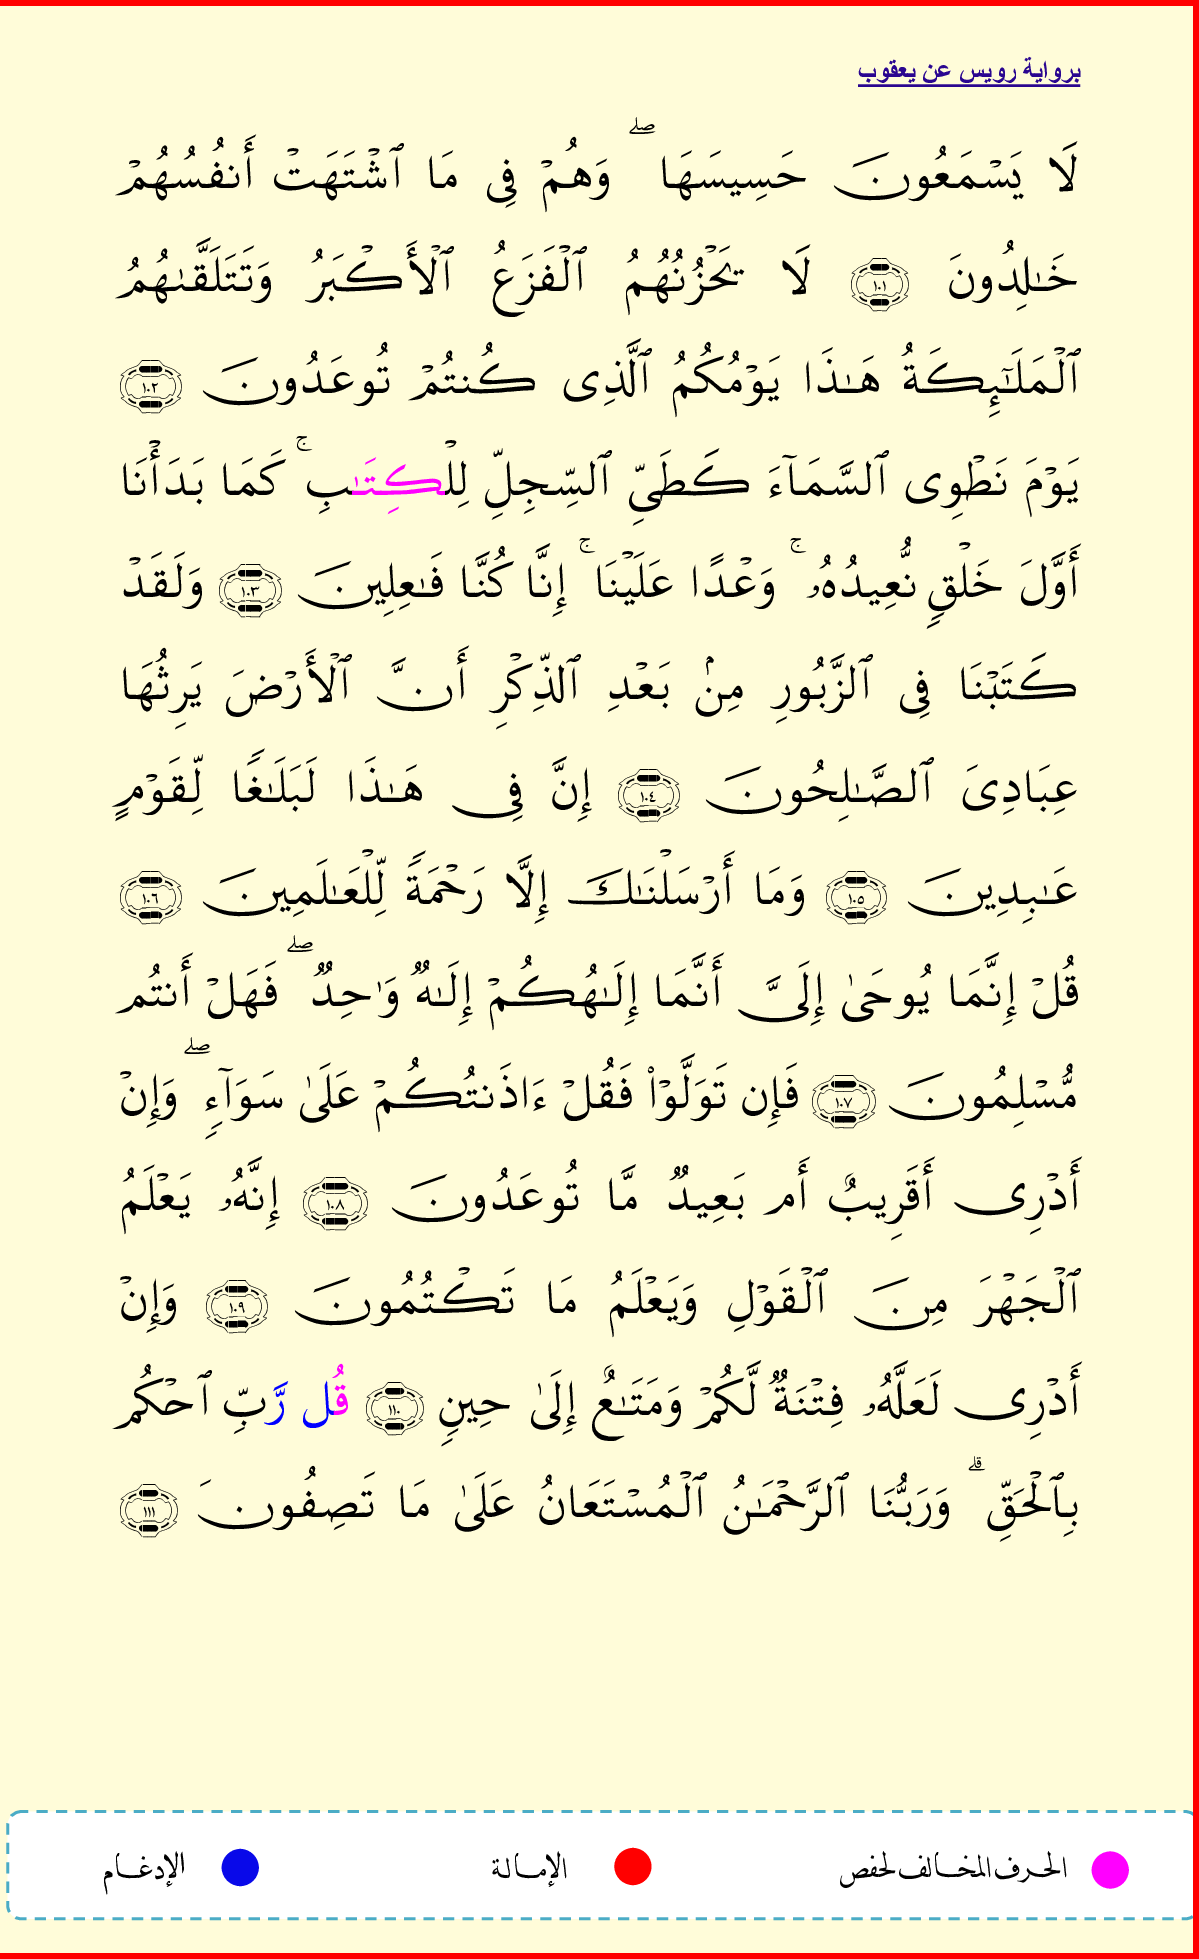 برواية رويس عن يعقوب
لَا يَسْمَعُونَ حَسِيسَهَا ۖ وَهُمْ فِى مَا ٱشْتَهَتْ أَنفُسُهُمْ
خَـٰلِدُونَ ١٠١ لَا يَحْزُنُهُمُ ٱلْفَزَعُ ٱلْأَكْبَرُ وَتَتَلَقَّىٰهُمُ
ٱلْمَلَـٰٓئِكَةُ هَـٰذَا يَوْمُكُمُ ٱلَّذِى كُنتُمْ تُوعَدُونَ ١٠٢
يَوْمَ نَطْوِى ٱلسَّمَآءَ كَطَىِّ ٱلسِّجِلِّ لِلْكِتَـٰبِ ۚ كَمَا بَدَأْنَا
أَوَّلَ خَلْقٍ نُّعِيدُهُۥ ۚ وَعْدًا عَلَيْنَا ۚ إِنَّا كُنَّا فَـٰعِلِينَ ١٠٣ وَلَقَدْ
كَتَبْنَا فِى ٱلزَّبُورِ مِنۢ بَعْدِ ٱلذِّكْرِ أَنَّ ٱلْأَرْضَ يَرِثُهَا
عِبَادِىَ ٱلصَّـٰلِحُونَ ١٠٤ إِنَّ فِى هَـٰذَا لَبَلَـٰغًا لِّقَوْمٍ
عَـٰبِدِينَ ١٠٥ وَمَا أَرْسَلْنَـٰكَ إِلَّا رَحْمَةً لِّلْعَـٰلَمِينَ ١٠٦
قُلْ إِنَّمَا يُوحَىٰ إِلَىَّ أَنَّمَا إِلَـٰهُكُمْ إِلَـٰهٌ وَٰحِدٌ ۖ فَهَلْ أَنتُم
مُّسْلِمُونَ ١٠٧ فَإِن تَوَلَّوْا۟ فَقُلْ ءَاذَنتُكُمْ عَلَىٰ سَوَآءٍ ۖ وَإِنْ
أَدْرِى أَقَرِيبٌ أَم بَعِيدٌ مَّا تُوعَدُونَ ١٠٨ إِنَّهُۥ يَعْلَمُ
ٱلْجَهْرَ مِنَ ٱلْقَوْلِ وَيَعْلَمُ مَا تَكْتُمُونَ ١٠٩ وَإِنْ
أَدْرِى لَعَلَّهُۥ فِتْنَةٌ لَّكُمْ وَمَتَـٰعٌ إِلَىٰ حِينٍ ١١٠ قُل رَّبِّ ٱحْكُم
بِٱلْحَقِّ ۗ وَرَبُّنَا ٱلرَّحْمَـٰنُ ٱلْمُسْتَعَانُ عَلَىٰ مَا تَصِفُونَ ١١١
الحرف المخالف لحفص الإمالة الإدغام